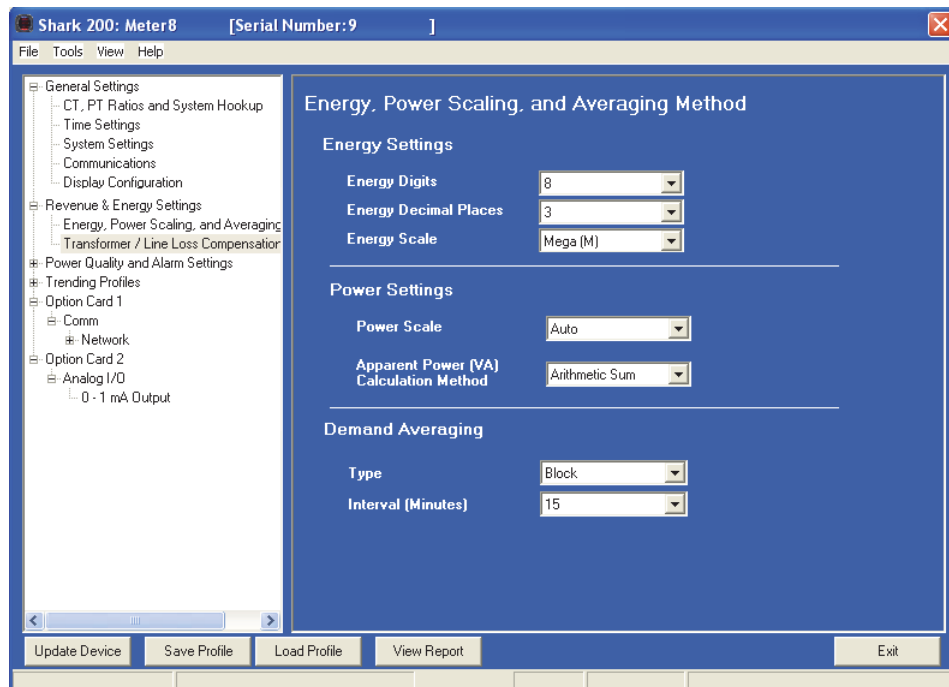 Shark 200: Meter8 [Serial Number:9 ]
File Tools View Help
General Settings
CT, PT Ratios and System Hookup
Time Settings
System Settings
Communications
Display Configuration
Revenue & Energy Settings
Energy, Power Scaling, and Averaging
Transformer / Line Loss Compensation
Power Quality and Alarm Settings
Trending Profiles
Option Card 1
Comm
Network
Option Card 2
Analog I/O
0 - 1 mA Output
Energy, Power Scaling, and Averaging Method
Energy Settings
Energy Digits 8
Energy Decimal Places 3
Energy Scale Mega (M)
Power Settings
Power Scale Auto
Apparent Power (VA)
Calculation Method Arithmetic Sum
Demand Averaging
Type Block
Interval (Minutes) 15
Update Device Save Profile Load Profile View Report Exit